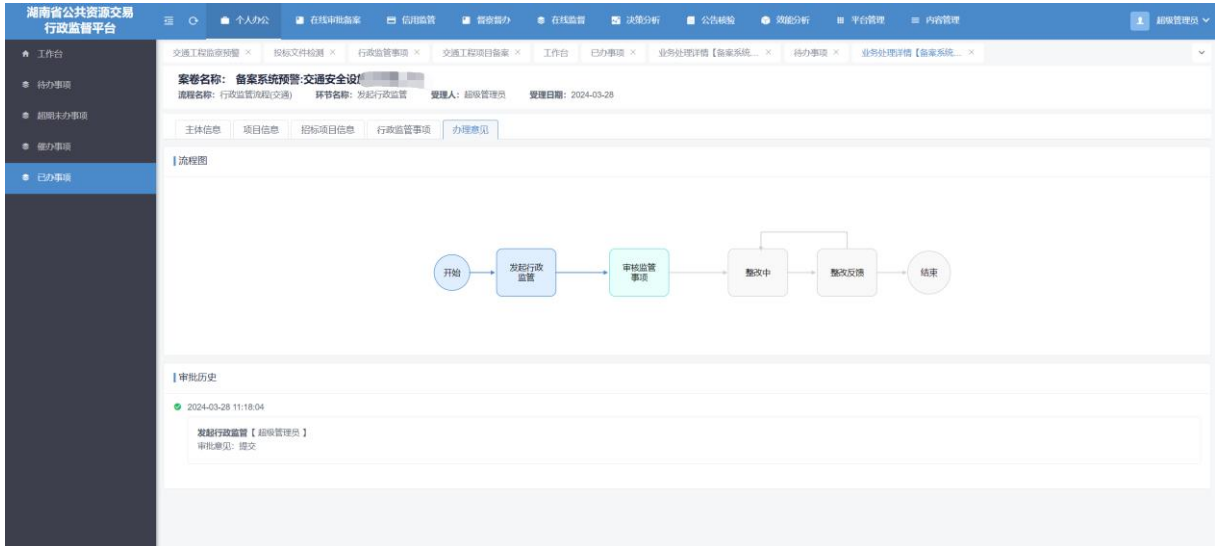 湖南省公共资源交易
行政监督平台
个人办公 在线审批备案 信用监管 督察督办 在线监督 决策分析 公告核验 效能分析 平台管理 内容管理 超级管理员
工作台
待办事项
超期未办事项
催办事项
已办事项
交通工程监察预警 × 投标文件检测 × 行政监管事项 × 交通工程项目备案 × 工作台 已办事项 × 业务处理详情【备案系统... × 待办事项 × 业务处理详情【备案系统... ×
案卷名称: 备案系统预警:交通安全设施
流程名称: 行政监管流程(交通) 环节名称: 发起行政监管 受理人: 超级管理员 受理日期: 2024-03-28
主体信息 项目信息 招标项目信息 行政监管事项 办理意见
流程图
开始
发起行政
监管
审核监管
事项
整改中
整改反馈
结束
审批历史
2024-03-28 11:18:04
发起行政监管【 超级管理员 】
审批意见: 提交